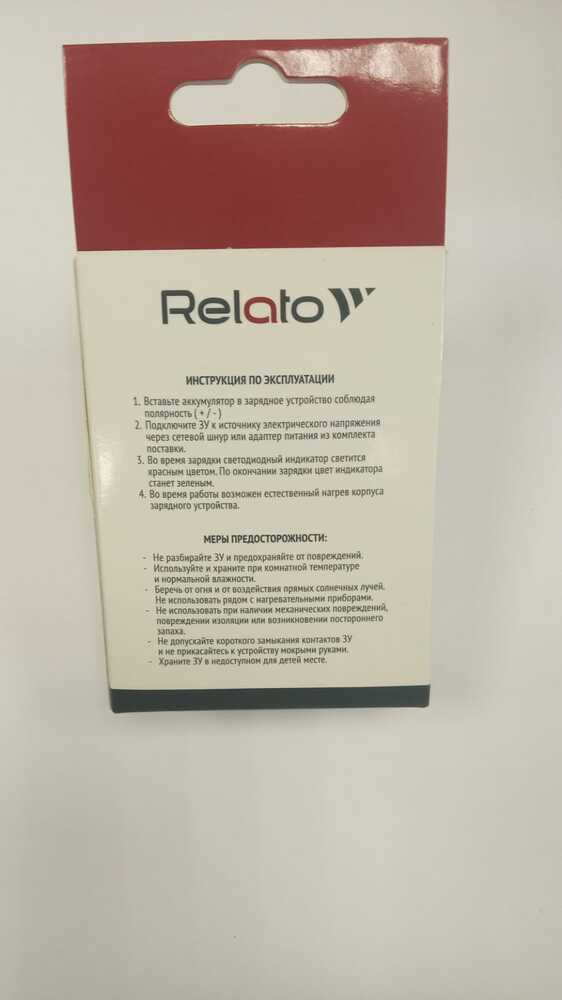 Relato
ИНСТРУКЦИЯ ПО ЭКСПЛУАТАЦИИ
1. Вставьте аккумулятор в зарядное устройство соблюдая
полярность ( + / - )
2. Подключите ЗУ к источнику электрического напряжения
через сетевой шнур или адаптер питания из комплекта
поставки.
3. Во время зарядки светодиодный индикатор светится
красным цветом. По окончании зарядки цвет индикатора
станет зеленым.
4. Во время работы возможен естественный нагрев корпуса
зарядного устройства.
МЕРЫ ПРЕДОСТОРОЖНОСТИ:
- Не разбирайте ЗУ и предохраняйте от повреждений.
- Используйте и храните при комнатной температуре
и нормальной влажности.
- Беречь от огня и от воздействия прямых солнечных лучей.
Не использовать рядом с нагревательными приборами.
- Не использовать при наличии механических повреждений,
повреждении изоляции или возникновении постороннего
запаха.
- Не допускайте короткого замыкания контактов ЗУ
и не прикасайтесь к устройству мокрыми руками.
- Храните ЗУ в недоступном для детей месте.